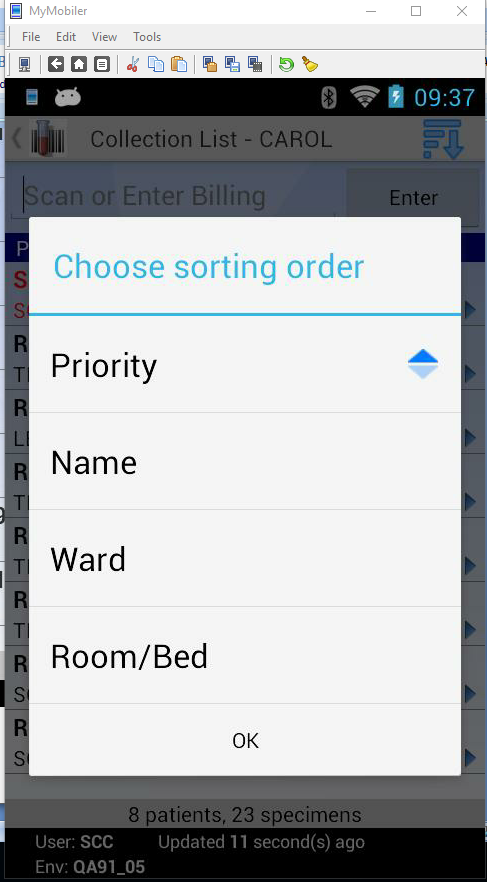 MyMobiler
File Edit View Tools
09:37
Collection List - CAROL
Scan or Enter Billing Enter
Choose sorting order
Priority
Name
Ward
Room/Bed
OK
8 patients, 23 specimens
User: SCC Updated 11 second(s) ago
Env: QA91_05